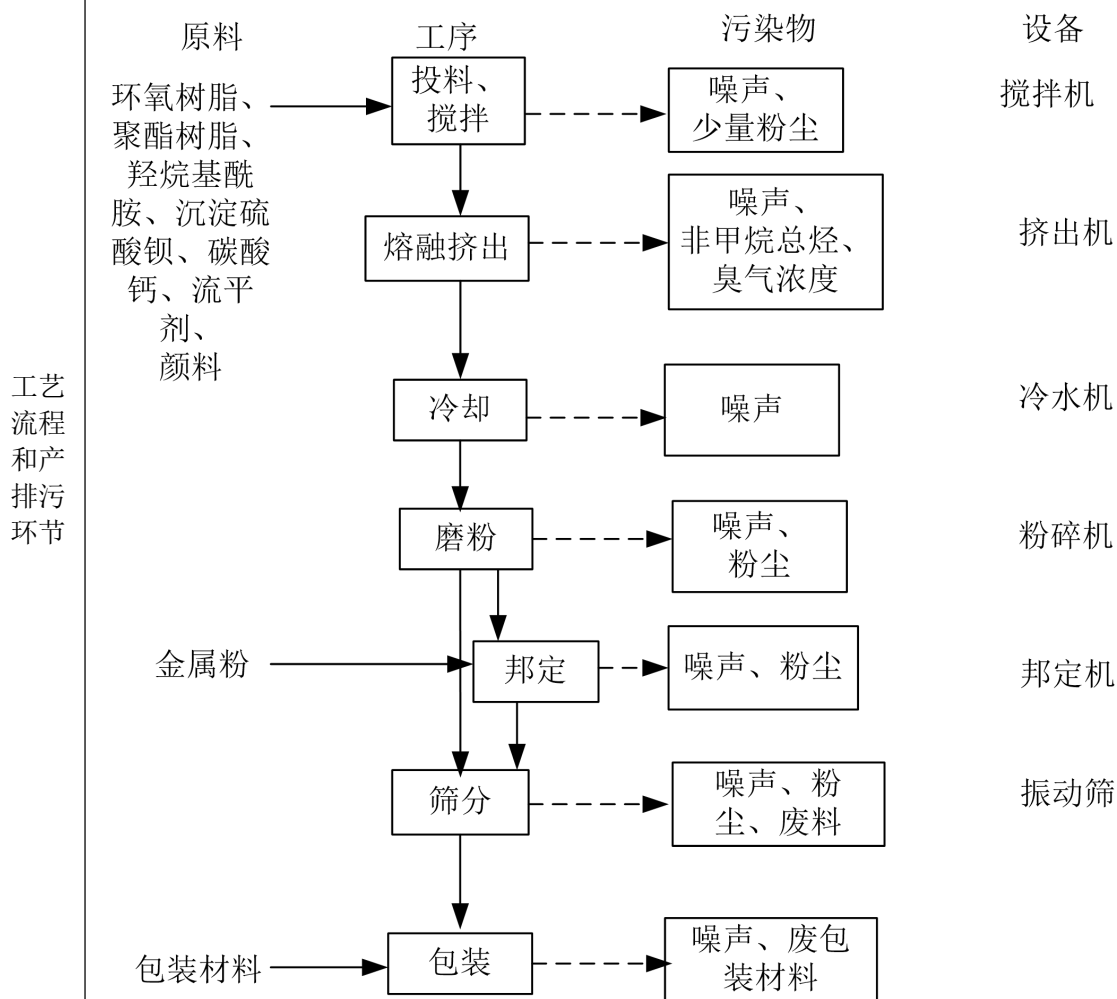 原料
工序
污染物
设备
环氧树脂、
聚酯树脂、
羟烷基酰
胺、沉淀硫
酸钡、碳酸
钙、流平
剂、
颜料
投料、
搅拌
噪声、
少量粉尘
搅拌机
熔融挤出
噪声、
非甲烷总烃、
臭气浓度
挤出机
工艺
流程
和产
排污
环节
冷却
噪声
冷水机
磨粉
噪声、
粉尘
粉碎机
金属粉
邦定
噪声、粉尘
邦定机
筛分
噪声、粉
尘、废料
振动筛
包装材料
包装
噪声、废包
装材料